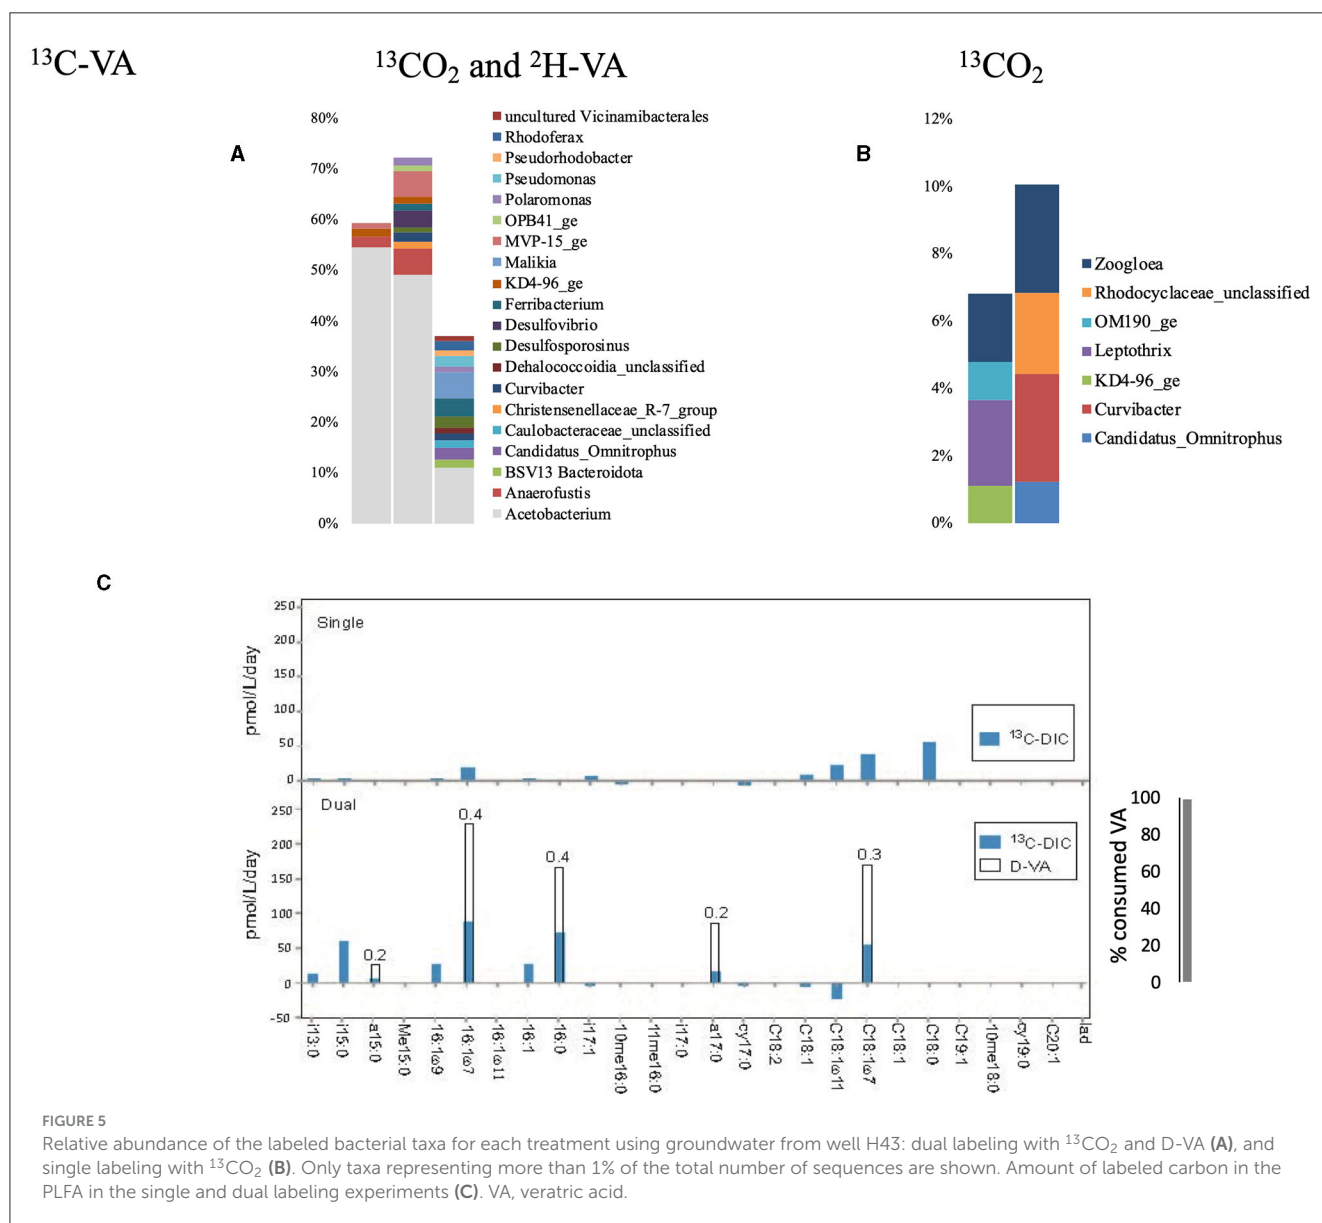 ¹³C-VA
¹³CO₂ and ²H-VA
¹³CO₂
A
80%
70%
60%
50%
40%
30%
20%
10%
0%
uncultured Vicinamibacterales
Rhodoferax
Pseudorhodobacter
Pseudomonas
Polaromonas
OPB41_ge
MVP-15_ge
Malikia
KD4-96_ge
Ferribacterium
Desulfovibrio
Desulfosporosinus
Dehalococcoidia_unclassified
Curvibacter
Christensenellaceae_R-7_group
Caulobacteraceae_unclassified
Candidatus_Omnitrophus
BSV13 Bacteroidota
Anaerofustis
Acetobacterium
B
12%
10%
8%
6%
4%
2%
0%
Zoogloea
Rhodocyclaceae_unclassified
OM190_ge
Leptothrix
KD4-96_ge
Curvibacter
Candidatus_Omnitrophus
C
pmol/L/day
250
200
150
100
50
0
Single
¹³C-DIC
pmol/L/day
250
200
150
100
50
0
-50
Dual
0.2
0.4
0.4
0.2
0.3
¹³C-DIC
D-VA
% consumed VA
100
80
60
40
20
0
i13:0
i15:0
a15:0
Me15:0
16:1ω9
16:1ω7
16:1ω11
16:1
16:0
i17:1
10me16:0
11me16:0
i17:0
a17:0
cy17:0
C18:2
C18:1
C18:1ω11
C18:1ω7
C18:1
C18:0
C19:1
10me18:0
cy19:0
C20:1
lad
FIGURE 5
Relative abundance of the labeled bacterial taxa for each treatment using groundwater from well H43: dual labeling with ¹³CO₂ and D-VA (A), and
single labeling with ¹³CO₂ (B). Only taxa representing more than 1% of the total number of sequences are shown. Amount of labeled carbon in the
PLFA in the single and dual labeling experiments (C). VA, veratric acid.